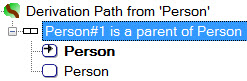 Derivation Path from 'Person'
Person#1 is a parent of Person
Person
Person